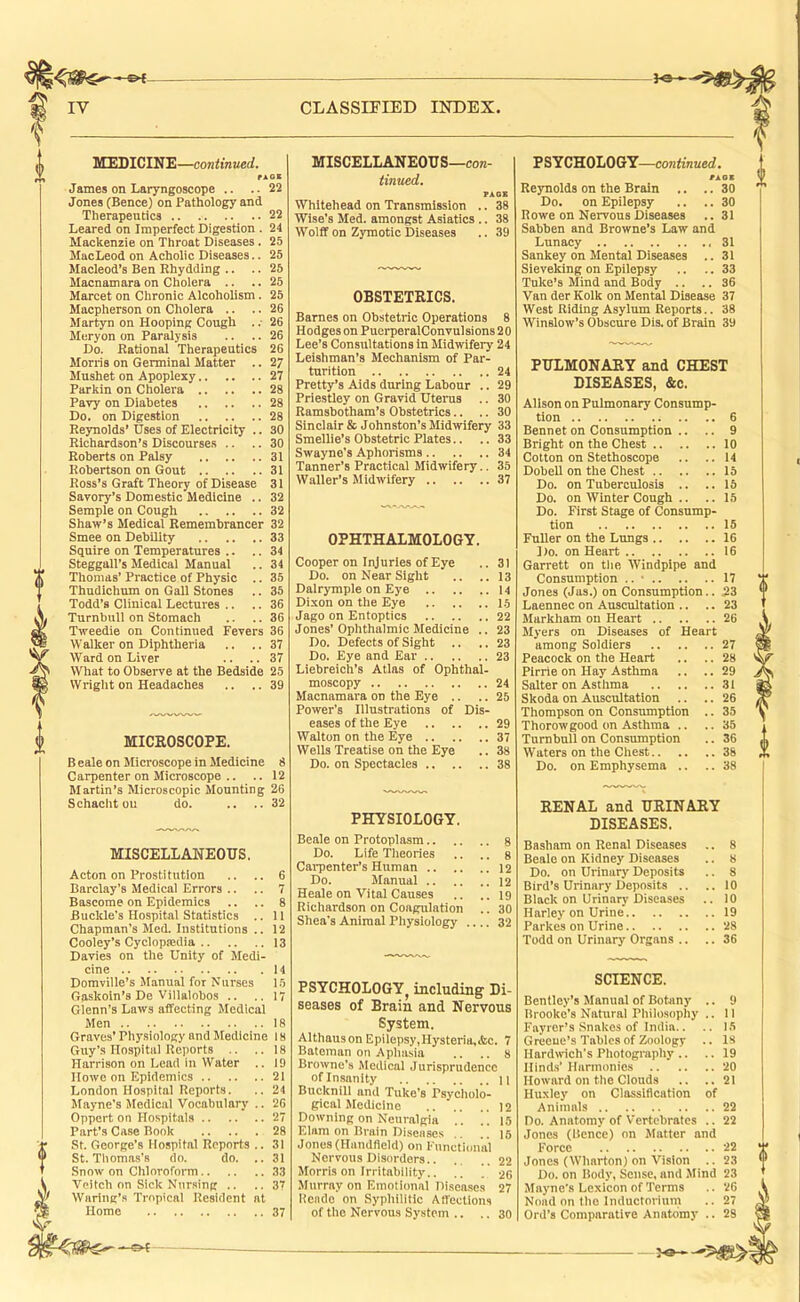 IV CLASSIFIED INDEX.
MEDICINE—continued.
PAGE
James on Laryngoscope .. .. 22
Jones (Bence) on Pathology and
Therapeutics .. .. .. .. .. 22
Leared on Imperfect Digestion . 24
Mackenzie on Throat Diseases . 25
MacLeod on Acholic Diseases.. 25
Macleod's Ben Rhydding .. .. 25
Macnamara on Cholera .. .. 25
Marcet on Chronic Alcoholism . 25
Macpherson on Cholera .. .. 26
Martyn on Hooping Cough .. 26
Meryon on Paralysis .. .. 26
Do. Rational Therapeutics 26
Morris on Germinal Matter .. 27
Mushet on Apoplexy.. .. .. 27
Parkin on Cholera .. .. .. 28
Pavy on Diabetes .. .. .. 28
Do. on Digestion .. .. .. 28
Reynolds' Uses of Electricity .. 30
Richardson's Discourses .. .. 30
Roberts on Palsy .. .. .. 31
Robertson on Gout .. .. .. 31
Ross's Graft Theory of Disease 31
Savory's Domestic Medicine .. 32
Semple on Cough .. .. .. 32
Shaw's Medical Remembrancer 32
Smee on Debility .. .. .. 33
Squire on Temperatures .. .. 34
Steggall's Medical Manual .. 34
Thomas' Practice of Physic .. 35
Thudichum on Gall Stones .. 35
Todd's Clinical Lectures .. .. 36
Turnbull on Stomach .. .. 36
Tweedie on Continued Fevers 36
Walker on Diphtheria .. .. 37
Ward on Liver .. .. 37
What to Observe at the Bedside 25
Wright on Headaches .. .. 39
MICROSCOPE.
Beale on Microscope in Medicine 8
Carpenter on Microscope .. .. 12
Martin's Microscopic Mounting 26
Schacht on do. .. .. 32
MISCELLANEOUS.
Acton on Prostitution .. .. 6
Barclay's Medical Errors .. .. 7
Bascome on Epidemics .. .. 8
Buckle's Hospital Statistics .. 11
Chapman's Med. Institutions .. 12
Cooley's Cyclopædia .. .. .. 13
Davies on the Unity of Medi-
cine .. .. .. .. .. .. . 14
Domville's Manual for Nurses 15
Gaskoin's De Villalobos .. .. 17
Glenn's Laws affecting Medical
Men .. .. .. .. .. .. .. 18
Graves' Physiology and Medicine 18
Guy's Hospital Reports .. .. 18
Harrison on Lead in Water .. 19
Howe on Epidemics .. .. .. 21
London Hospital Reports. .. 24
Mayne's Medical Vocabulary .. 26
Oppert on Hospitals .. .. .. 27
Part's Case Book .. .. . 28
St. George's Hospital Reports .. 31
St. Thomas's do. do. .. 31
Snow on Chloroform.. .. .. 33
Veitch on Sick Nursing .. .. 37
Waring's Tropical Resident at
Home .. .. .. .. .. .. 37
MISCELLANEOUS—con-
tinued.
PAGE
Whitehead on Transmission .. 38
Wise's Med. amongst Asiatics .. 38
Wolff on Zymotic Diseases .. 39
OBSTETRICS.
Barnes on Obstetric Operations 8
Hodges on Puerperal Convulsions 20
Lee's Consultations in Midwifery 24
Leishman's Mechanism of Par-
turition .. .. .. .. .. .. 24
Pretty's Aids during Labour .. 29
Priestley on Gravid Uterus .. 30
Ramsbotham's Obstetrics .. .. 30
Sinclair & Johnston's Midwifery 33
Smellie's Obstetric Plates.. .. 33
Swayne's Aphorisms .. .. .. 34
Tanner's Practical Midwifery.. 35
Waller's Midwifery .. .. .. 37
OPHTHALMOLOGY.
Cooper on Injuries of Eye .. 31
Do. on Near Sight .. .. 13
Dalrymple on Eye .. .. .. 14
Dixon on the Eye .. .. .. 15
Jago on Entoptics .. .. .. 22
Jones' Ophthalmic Medicine .. 23
Do. Defects of Sight .. .. 23
Do. Eye and Ear .. .. .. 23
Liebreich's Atlas of Ophthal-
moscopy .. .. .. .. .. .. 24
Macnamara on the Eye .. .. 25
Power's Illustrations of Dis-
eases of the Eye .. .. .. 29
Walton on the Eye .. .. .. 37
Wells Treatise on the Eye .. 38
Do. on Spectacles .. .. .. 38
PHYSIOLOGY.
Beale on Protoplasm.. .. .. 8
Do. Life Theories .. .. 8
Carpenter's Human .. .. .. 12
Do. Manual .. .. .. 12
Heale on Vital Causes .. .. 19
Richardson on Coagulation .. 30
Shea's Animal Physiology .... 32
PSYCHOLOGY, including Di-
seases of Brain and Nervous
System.
Althaus on Epilepsy, Hysteria, &c. 7
Bateman on Aphasia .. .. 8
Browne's Medical Jurisprudence
of Insanity .. .. .. .. .. 11
Bucknill and Tuke's Psycholo-
gical Medicine .. .. .. .. 12
Downing on Neuralgia .. .. 15
Elam on Brain Diseases .. .. 15
Jones (Handfield) on Functional
Nervous Disorders.. .. .. 22
Morris on Irritability.. .. . 26
Murray on Emotional Diseases 27
Reade on Syphilitic Affections
of the Nervous System .. .. 30
PSYCHOLOGY—continued.
PAGE
Reynolds on the Brain .. .. 30
Do. on Epilepsy .. .. 30
Rowe on Nervous Diseases .. 31
Sabben and Browne's Law and
Lunacy .. .. .. .. .. .. 31
Sankey on Mental Diseases .. 31
Sieveking on Epilepsy .. .. 33
Tuke's Mind and Body .. .. 36
Van der Kolk on Mental Disease 37
West Riding Asylum Reports.. 38
Winslow's Obscure Dis. of Brain 39
PULMONARY and CHEST
DISEASES, &c.
Alison on Pulmonary Consump-
tion .. .. .. .. .. .. .. 6
Bennet on Consumption .. .. 9
Bright on the Chest .. .. .. 10
Cotton on Stethoscope .. .. 14
Dobell on the Chest .. .. .. 15
Do. on Tuberculosis .. .. 15
Do. on Winter Cough .. .. 15
Do. First Stage of Consump-
tion .. .. .. .. .. .. 15
Fuller on the Lungs .. .. .. 16
Do. on Heart .. .. .. .. 16
Garrett on the Windpipe and
Consumption .. .. .. .. 17
Jones (Jas.) on Consumption .. 23
Laennec on Auscultation .. .. 23
Markham on Heart .. .. .. 26
Myers on Diseases of Heart
among Soldiers .. .. .. 27
Peacock on the Heart .. .. 28
Pirrie on Hay Asthma .. .. 29
Salter on Asthma .. .. .. 31
Skoda on Auscultation .. .. 26
Thompson on Consumption .. 35
Thorowgood on Asthma .. .. 35
Turnbull on Consumption .. 36
Waters on the Chest.. .. .. 38
Do. on Emphysema .. .. 38
RENAL and URINARY
DISEASES.
Basham on Renal Diseases .. 8
Beale on Kidney Diseases .. 8
Do. on Urinary Deposits .. 8
Bird's Urinary Deposits .. .. 10
Black on Urinary Diseases .. 10
Harley on Urine.. .. .. .. 19
Parkes on Urine.. .. .. .. 28
Todd on Urinary Organs .. .. 36
SCIENCE.
Bentley's Manual of Botany .. 9
Brooke's Natural Philosophy .. 11
Fayrer's Snakes of India.. .. 15
Greene's Tables of Zoology .. 18
Hardwich's Photography .. .. 19
Hinds' Harmonies .. .. .. 20
Howard on the Clouds .. .. 21
Huxley on Classification of
Animals .. .. .. .. .. .. 22
Do. Anatomy of Vertebrates .. 22
Jones (Bence) on Matter and
Force .. .. .. .. .. .. 22
Jones (Wharton) on Vision .. 23
Do. on Body, Sense, and Mind 23
Mayne's Lexicon of Terms .. 26
Noad on the Inductorium .. 27
Ord's Comparative Anatomy .. 28